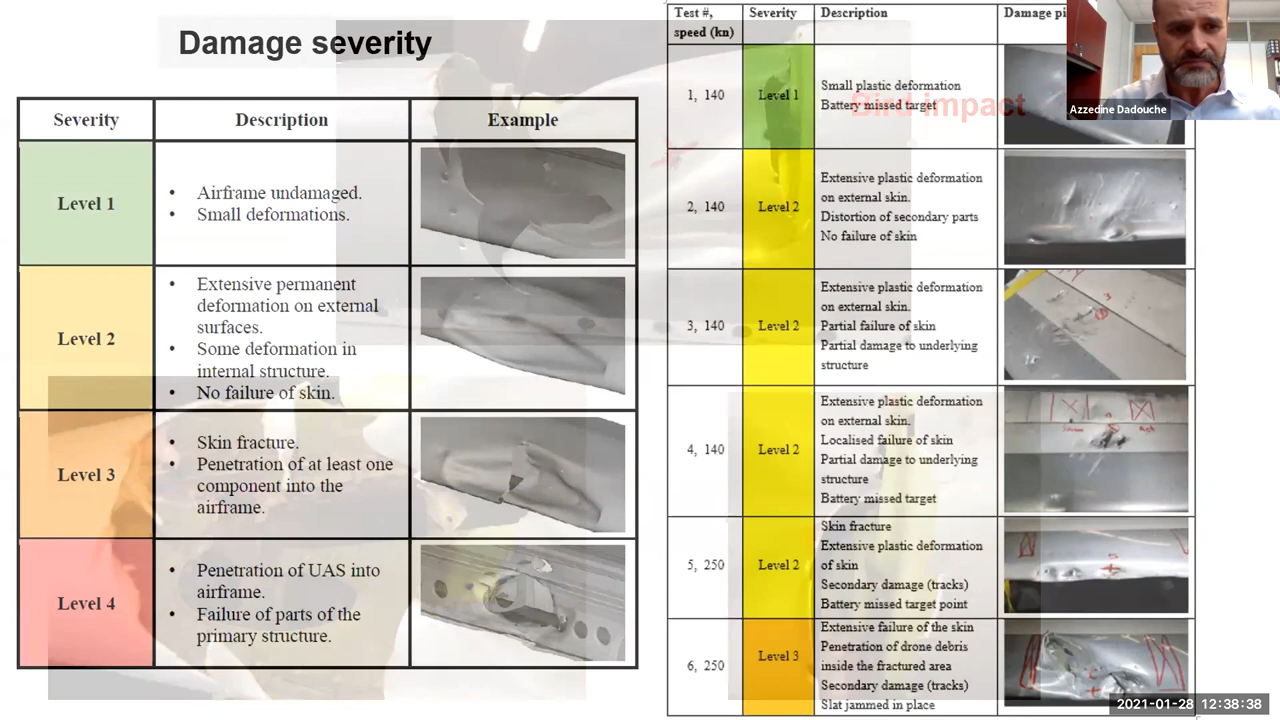 Damage severity
Severity
Description
Example
Level 1
• Airframe undamaged.
• Small deformations.
Level 2
• Extensive permanent
deformation on external
surfaces.
• Some deformation in
internal structure.
• No failure of skin.
Level 3
• Skin fracture.
• Penetration of at least one
component into the
airframe.
Level 4
• Penetration of UAS into
airframe.
• Failure of parts of the
primary structure.
Test #,
speed (kn)
Severity
Description
Damage pi
1, 140
Level 1
Small plastic deformation
Battery missed target
Bird impact
2, 140
Level 2
Extensive plastic deformation
on external skin.
Distortion of secondary parts
No failure of skin
3, 140
Level 2
Extensive plastic deformation
on external skin.
Partial failure of skin
Partial damage to underlying
structure
4, 140
Level 2
Extensive plastic deformation
on external skin.
Localised failure of skin
Partial damage to underlying
structure
Battery missed target
5, 250
Level 2
Skin fracture
Extensive plastic deformation
of skin
Secondary damage (tracks)
Battery missed target point
6, 250
Level 3
Extensive failure of the skin
Penetration of drone debris
inside the fractured area
Secondary damage (tracks)
Slat jammed in place
Azzedine Dadouche
2021-01-28 12:38:38